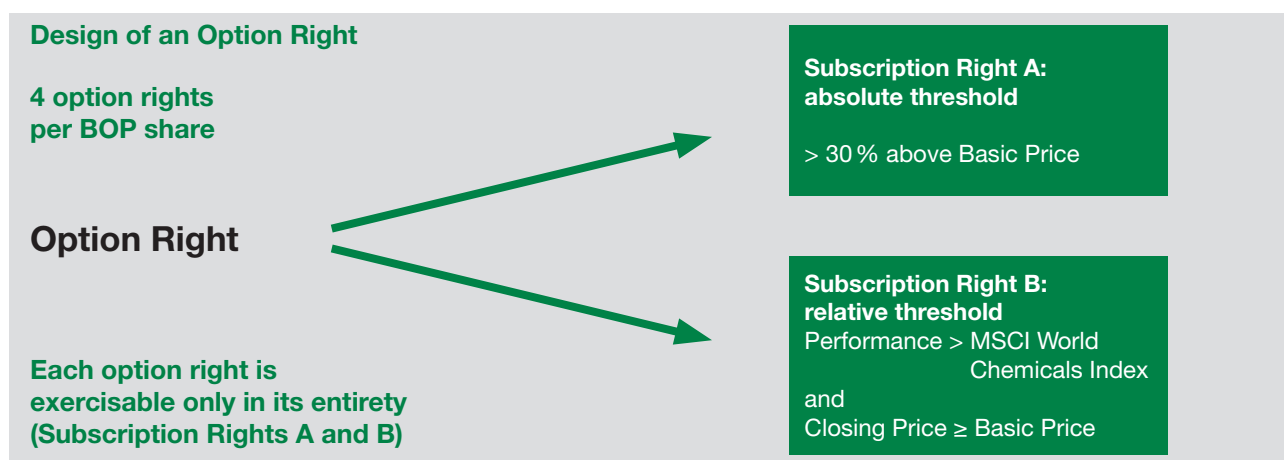 Design of an Option Right
4 option rights
per BOP share
Option Right
Each option right is
exercisable only in its entirety
(Subscription Rights A and B)
Subscription Right A:
absolute threshold
> 30 % above Basic Price
Subscription Right B:
relative threshold
Performance > MSCI World
Chemicals Index
and
Closing Price ≥ Basic Price